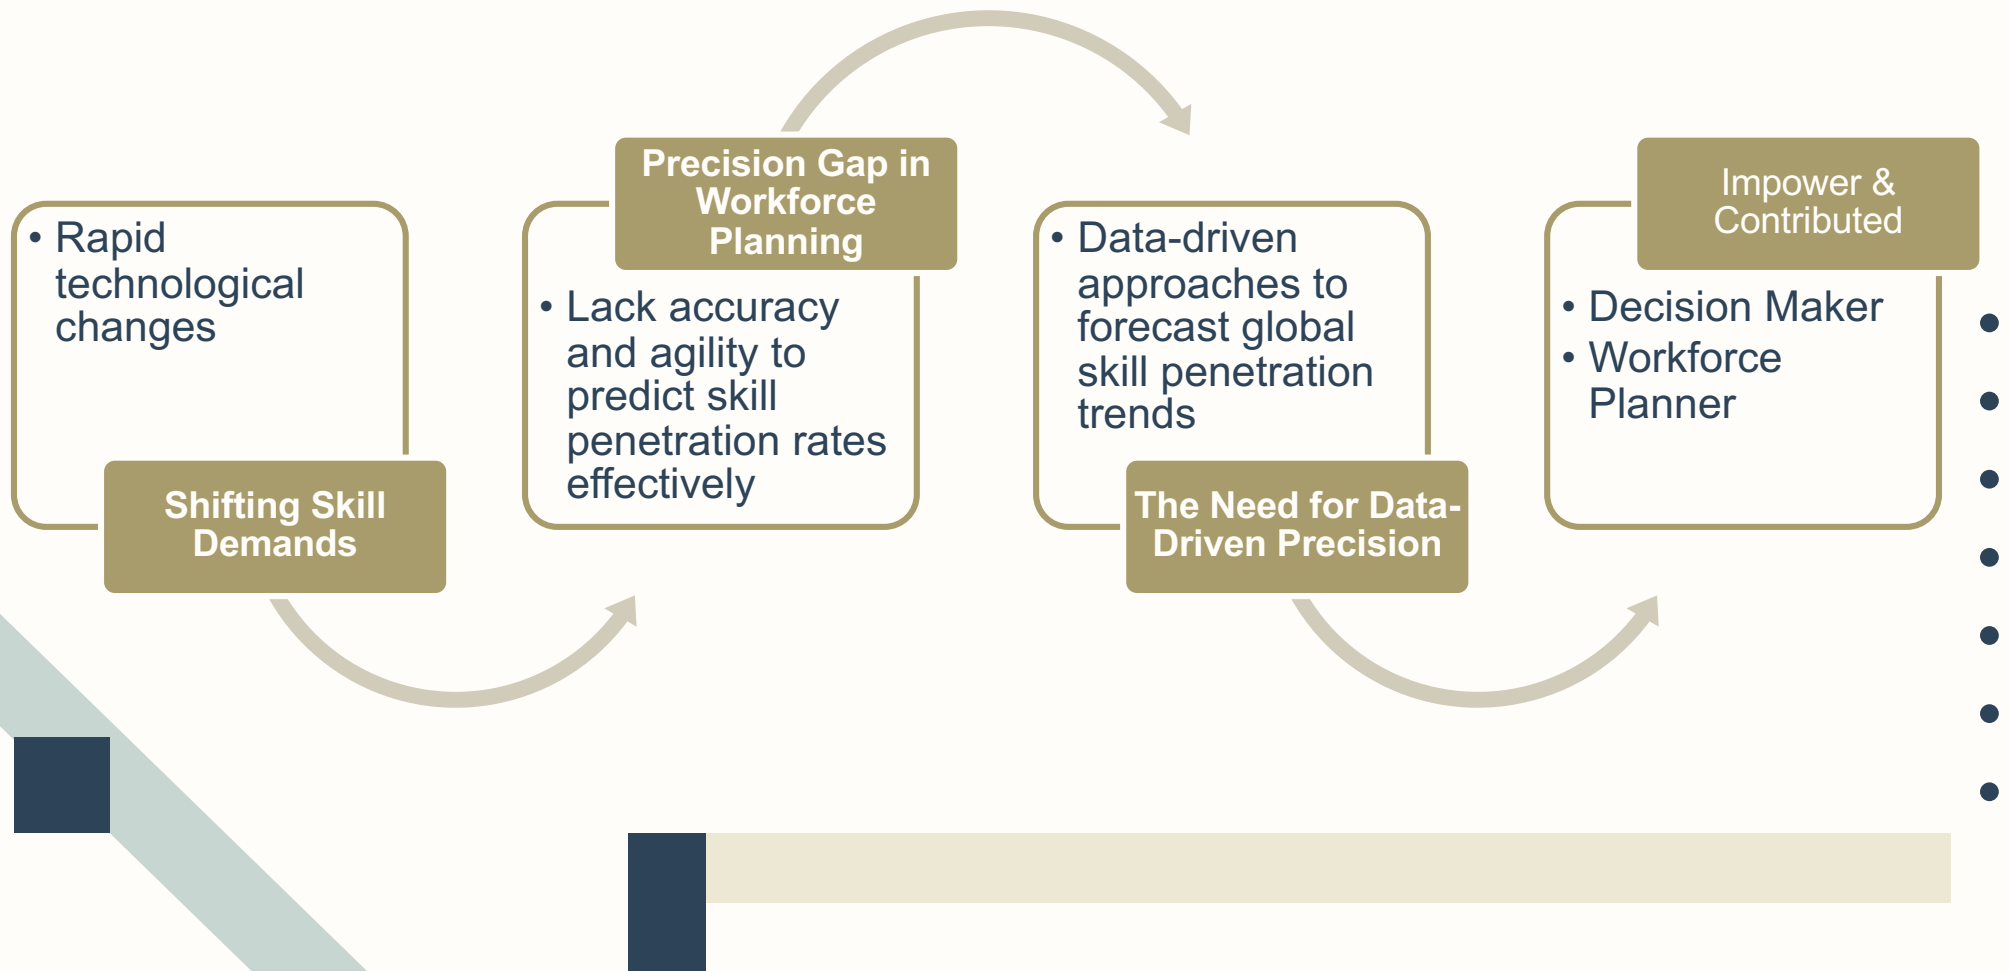 • Rapid
technological
changes
Shifting Skill
Demands
Precision Gap in
Workforce
Planning
• Lack accuracy
and agility to
predict skill
penetration rates
effectively
• Data-driven
approaches to
forecast global
skill penetration
trends
The Need for Data-
Driven Precision
Impower &
Contributed
• Decision Maker
• Workforce
Planner